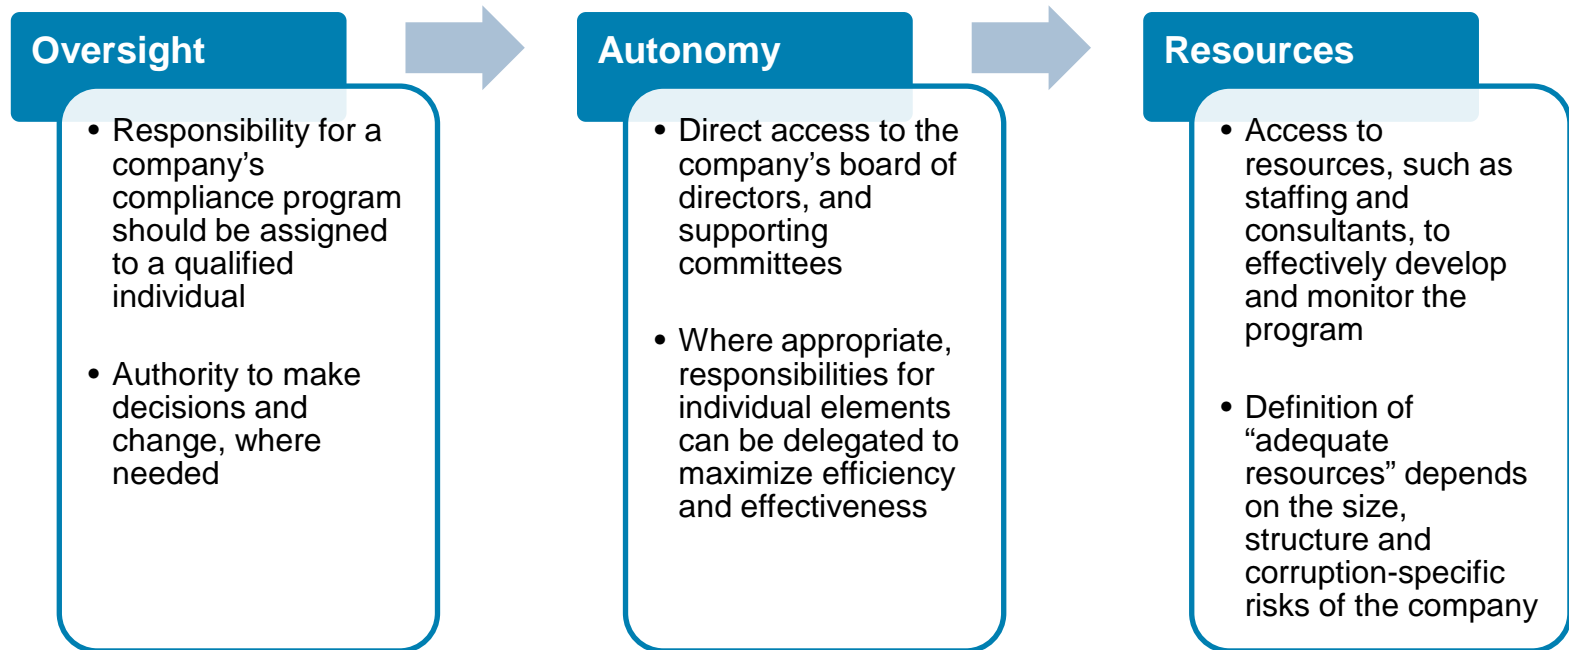 Oversight
• Responsibility for a
company’s
compliance program
should be assigned
to a qualified
individual
• Authority to make
decisions and
change, where
needed
Autonomy
• Direct access to the
company’s board of
directors, and
supporting
committees
• Where appropriate,
responsibilities for
individual elements
can be delegated to
maximize efficiency
and effectiveness
Resources
• Access to
resources, such as
staffing and
consultants, to
effectively develop
and monitor the
program
• Definition of
“adequate
resources” depends
on the size,
structure and
corruption-specific
risks of the company